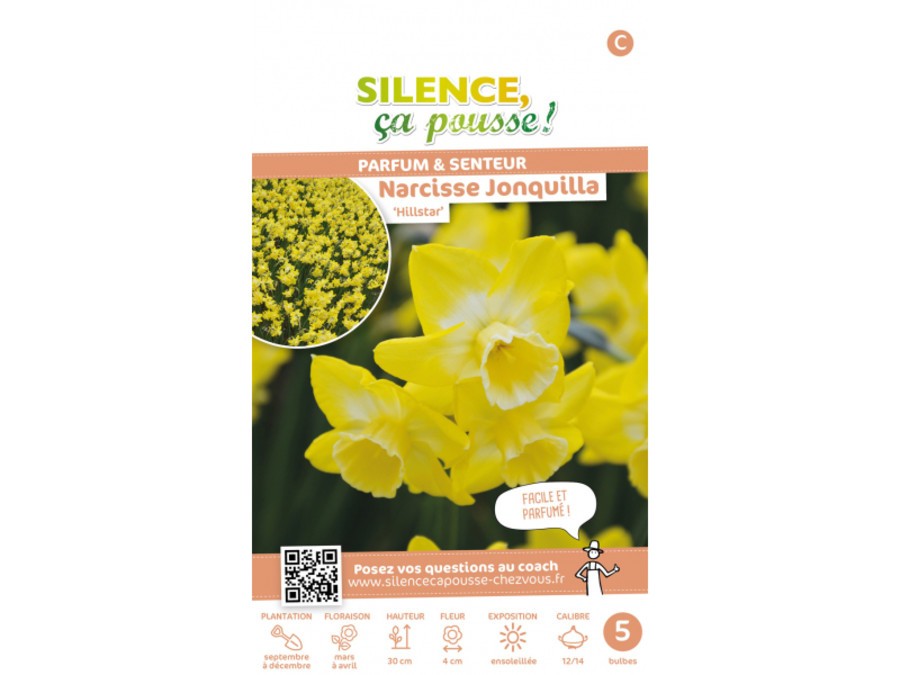 C
SILENCE,
ça pousse!
PARFUM & SENTEUR
Narcisse Jonquilla
'Hillstar'
FACILE ET
PARFUMÉ !
Posez vos questions au coach
www.silencecapousse-chezvous.fr
PLANTATION FLORAISON HAUTEUR FLEUR EXPOSITION CALIBRE
septembre
à décembre
mars
à avril
30 cm
4 cm
ensoleillée
12/14
5
bulbes